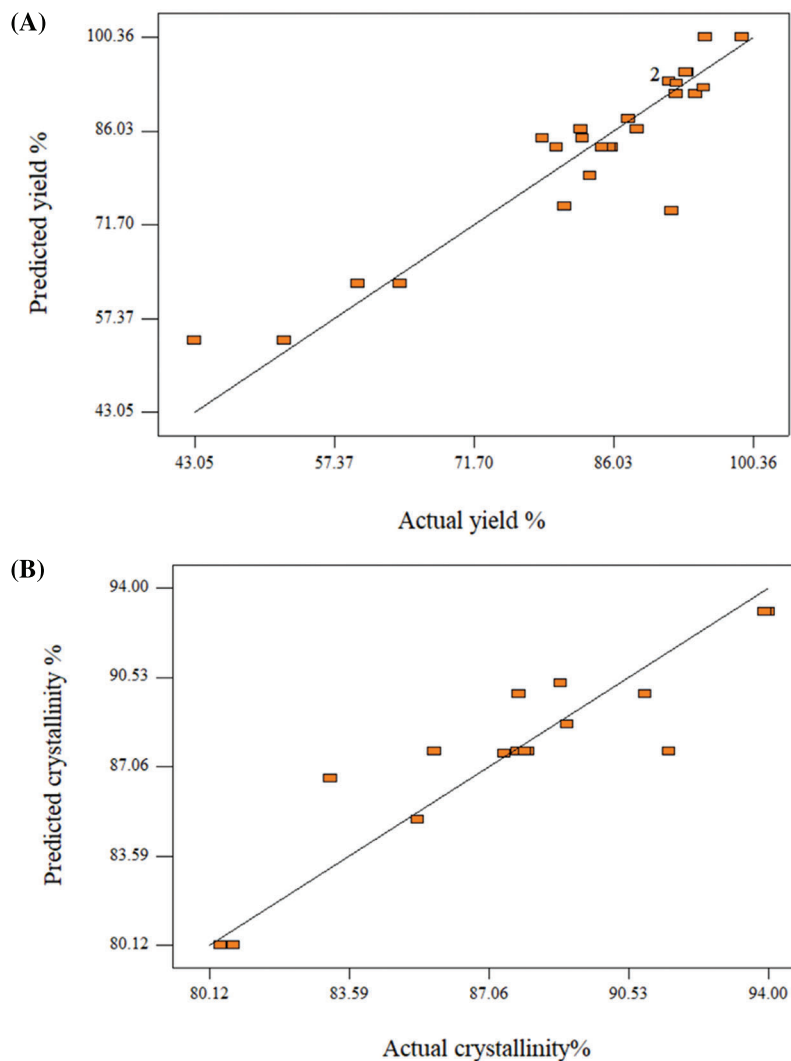 (A)
100.36
86.03
71.70
57.37
43.05
Predicted yield %
2
43.05 57.37 71.70 86.03 100.36
Actual yield %
(B)
94.00
90.53
87.06
83.59
80.12
Predicted crystallinity %
80.12 83.59 87.06 90.53 94.00
Actual crystallinity%